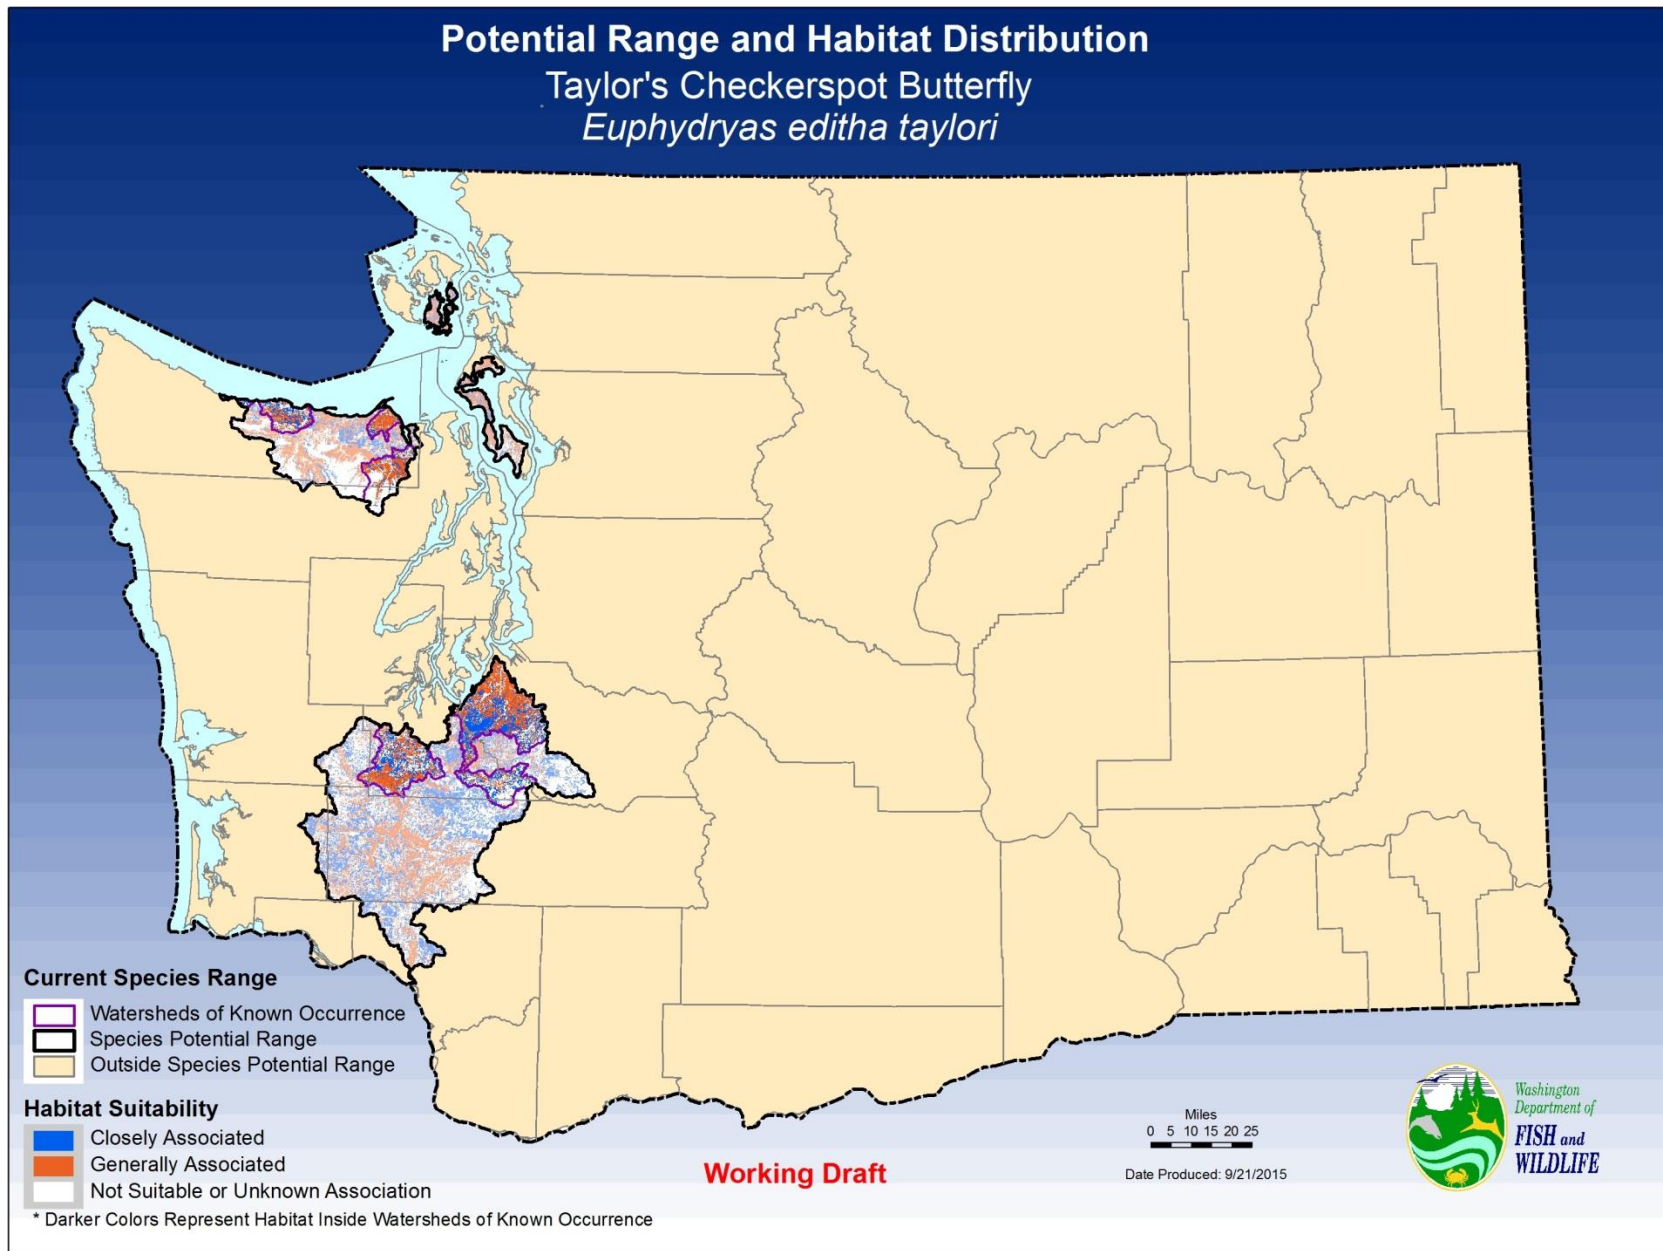 Potential Range and Habitat Distribution
Taylor's Checkerspot Butterfly
Euphydryas editha taylori
Current Species Range
Watersheds of Known Occurrence
Species Potential Range
Outside Species Potential Range
Habitat Suitability
Closely Associated
Generally Associated
Not Suitable or Unknown Association
* Darker Colors Represent Habitat Inside Watersheds of Known Occurrence
Working Draft
Miles
0 5 10 15 20 25
Date Produced: 9/21/2015
Washington
Department of
FISH and
WILDLIFE